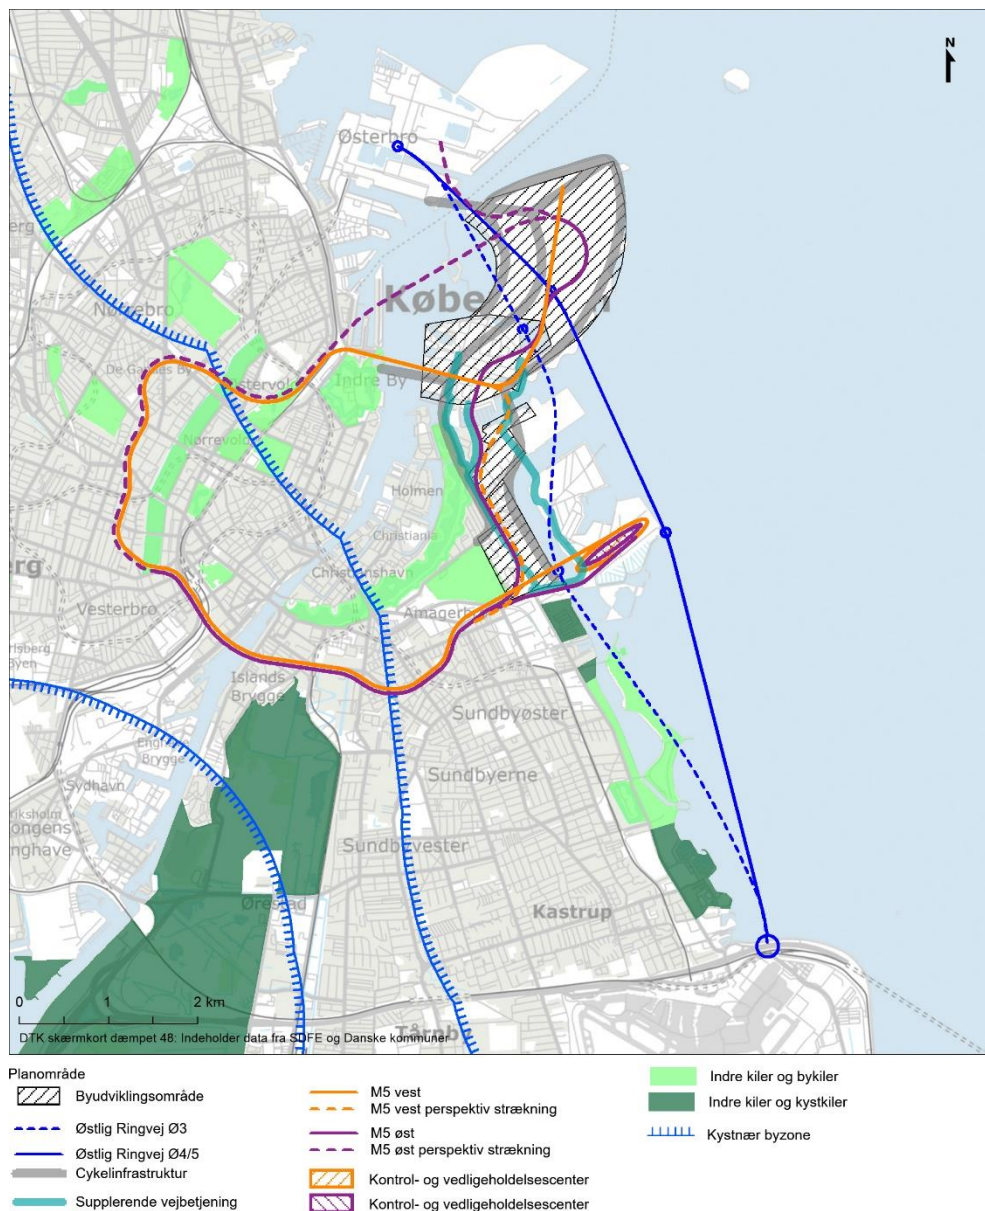 N
Østerbro
Nørrebro
De Gamles By
Østervold
Indre By
Nørrevold
Holmen
Christiania
Christianshavn
Vesterbro
Amagerbro
Islands
Brygge
Sundbyøster
Sundbyerne
Sydhavn
Sundbyvester
Ørestad
Kastrup
0 1 2 km
DTK skærmkort dæmpet 48: Indeholder data fra SDFE og Danske kommuner
Planområde
Byudviklingsområde
Østlig Ringvej Ø3
Østlig Ringvej Ø4/5
Cykelinfrastruktur
Supplerende vejbetjening
M5 vest
M5 vest perspektiv strækning
M5 øst
M5 øst perspektiv strækning
Kontrol- og vedligeholdelsescenter
Kontrol- og vedligeholdelsescenter
Indre kiler og bykiler
Indre kiler og kystkiler
Kystnær byzone